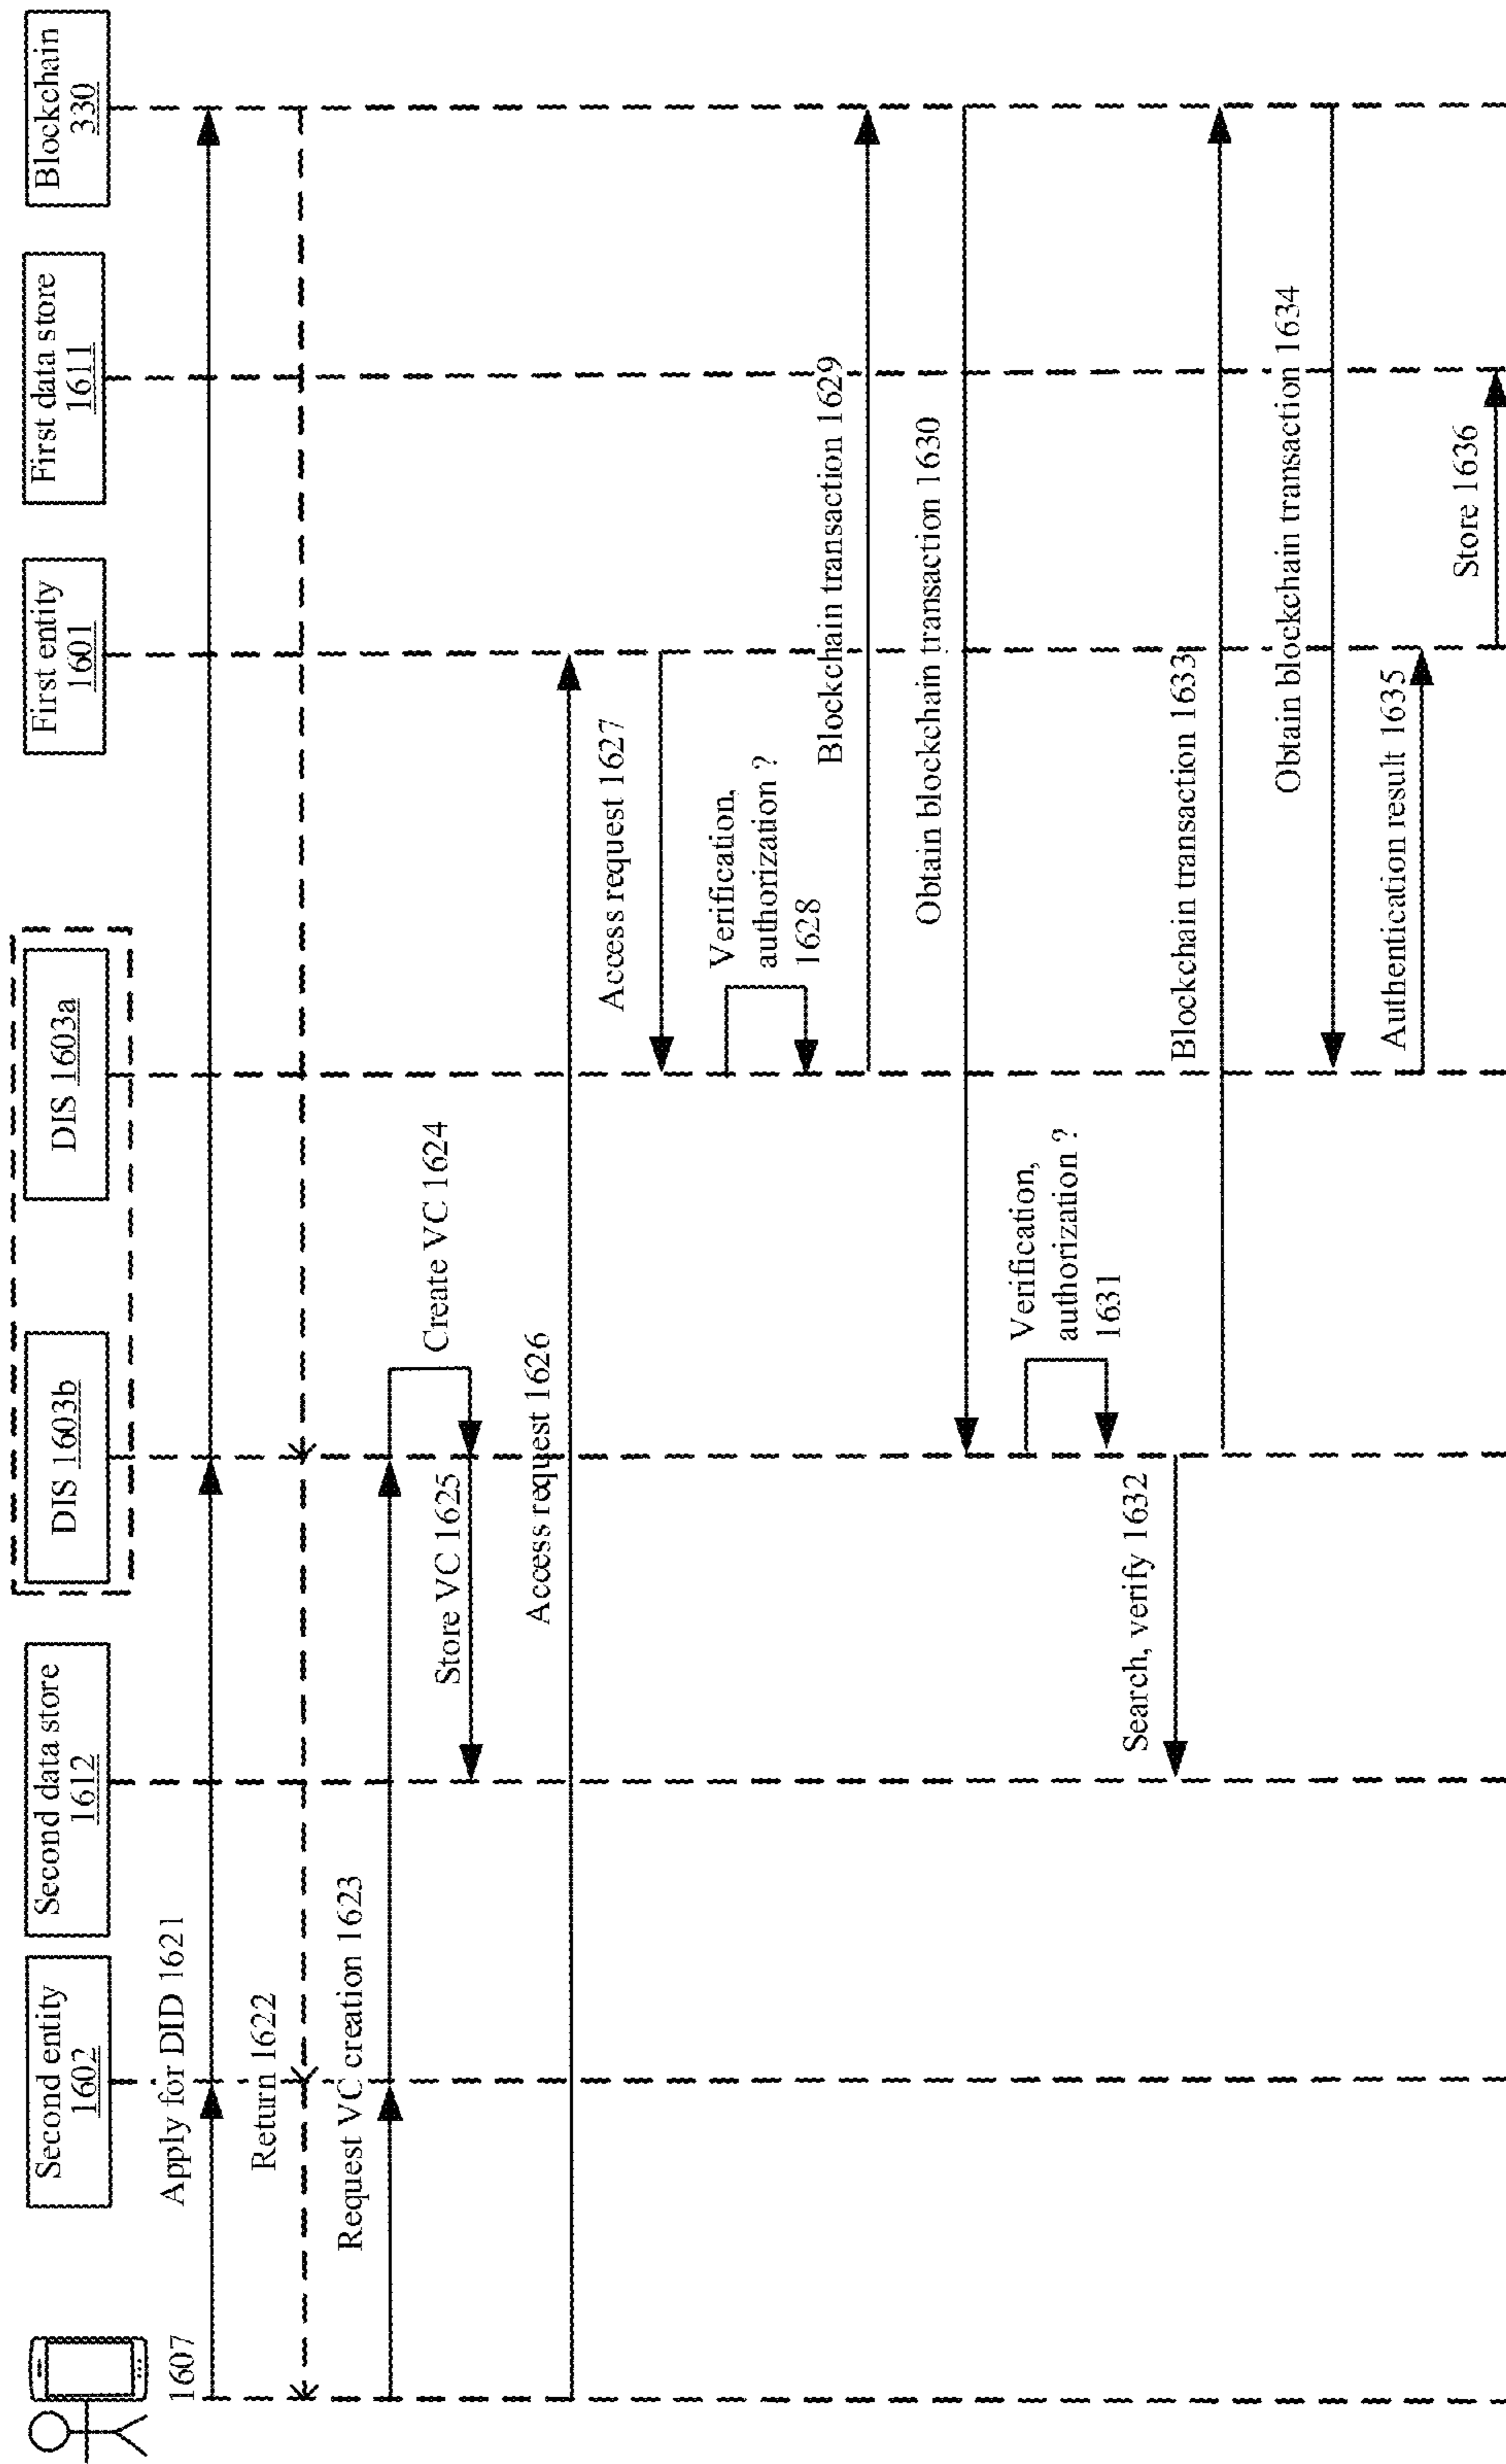 1607
Second entity
1602
Second data store
1612
DIS 1603b
DIS 1603a
First entity
1601
First data store
1611
Blockchain
330
Apply for DID 1621
Return 1622
Request VC creation 1623
Create VC 1624
Store VC 1625
Access request 1626
Access request 1627
Verification,
authorization ?
1628
Blockchain transaction 1629
Obtain blockchain transaction 1630
Verification,
authorization ?
1631
Search, verify 1632
Blockchain transaction 1633
Obtain blockchain transaction 1634
Authentication result 1635
Store 1636